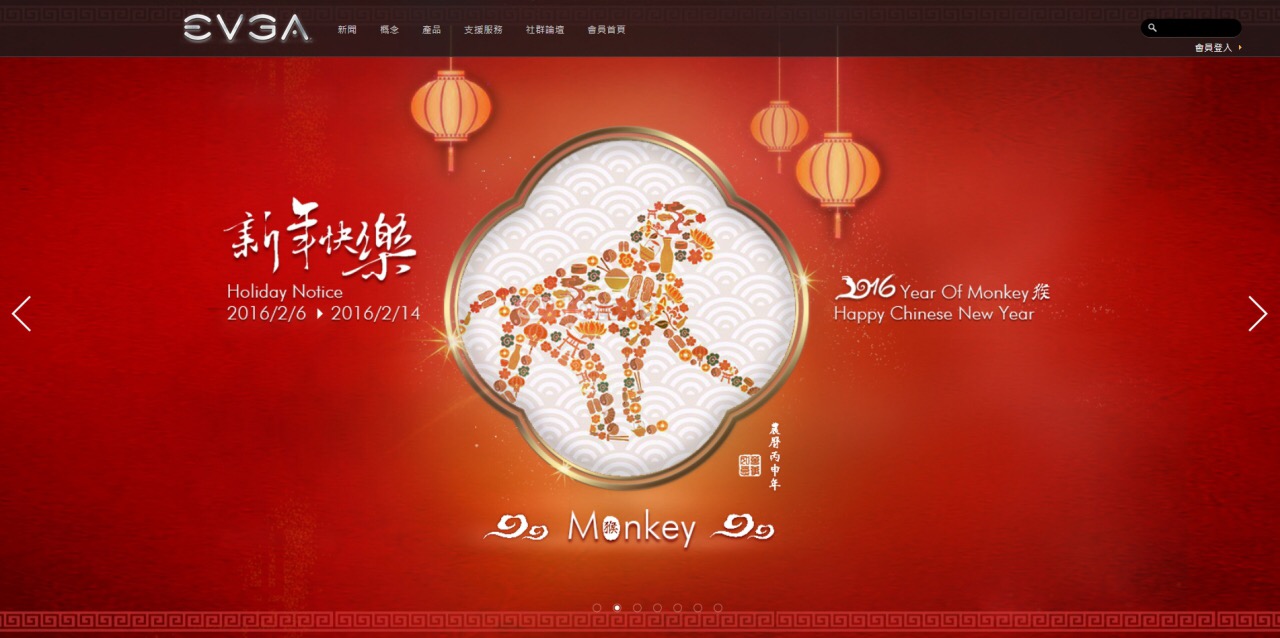 EVGA
新聞 概念 產品 支援服務 社群論壇 會員首頁
會員登入
新年快樂
Holiday Notice
2016/2/6 ▶ 2016/2/14
2016 Year Of Monkey 猴
Happy Chinese New Year
農曆丙申年
Monkey
猴